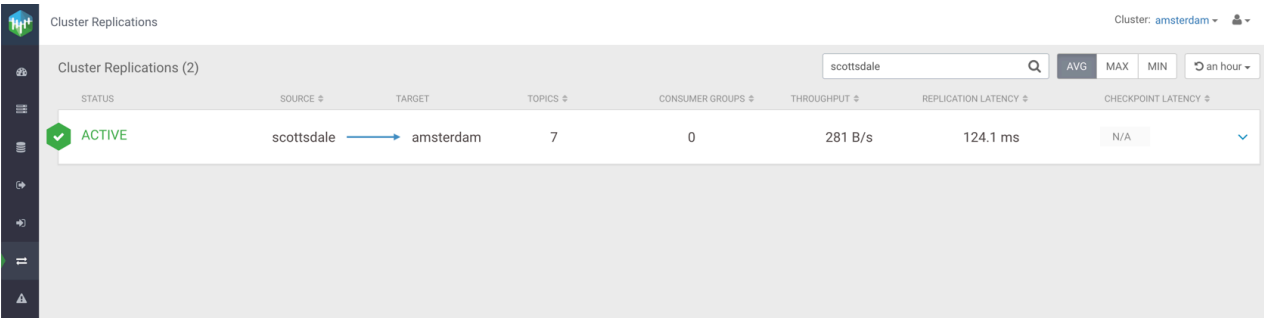 Cluster Replications
Cluster: amsterdam
Cluster Replications (2)
scottsdale
AVG MAX MIN
an hour
STATUS SOURCE TARGET TOPICS CONSUMER GROUPS THROUGHPUT REPLICATION LATENCY CHECKPOINT LATENCY
ACTIVE scottsdale amsterdam 7 0 281 B/s 124.1 ms N/A